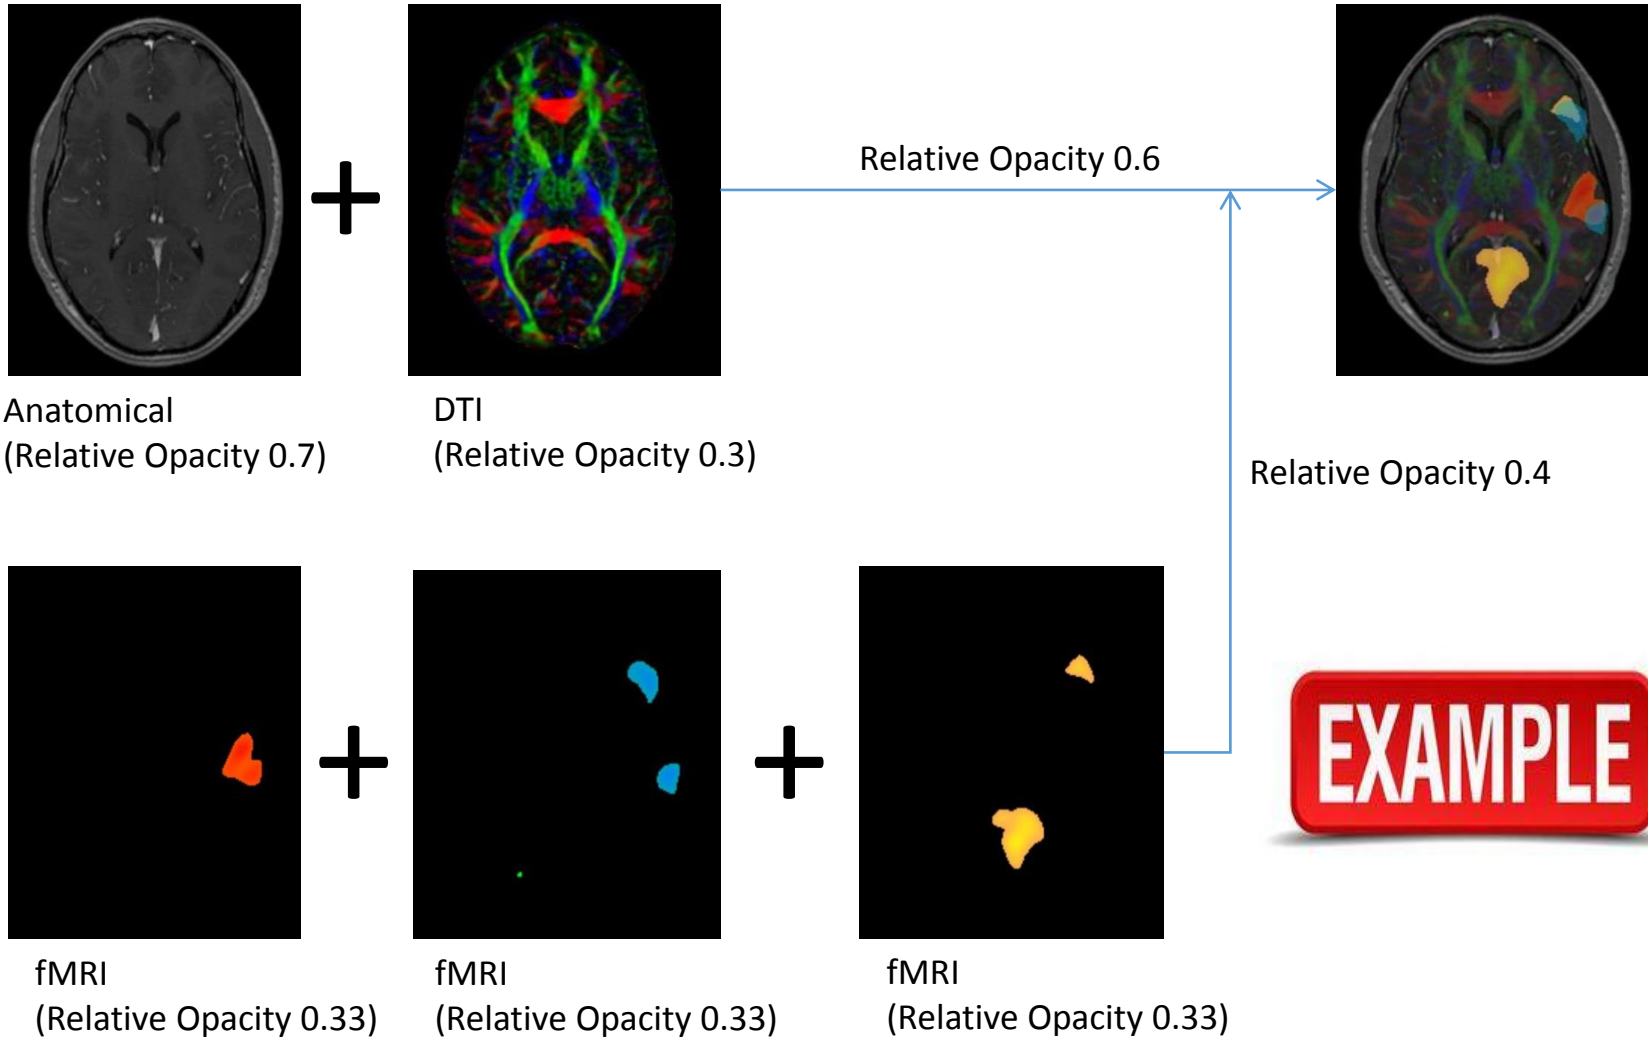 Relative Opacity 0.6
Anatomical
(Relative Opacity 0.7)
DTI
(Relative Opacity 0.3)
Relative Opacity 0.4
EXAMPLE
fMRI
(Relative Opacity 0.33)
fMRI
(Relative Opacity 0.33)
fMRI
(Relative Opacity 0.33)